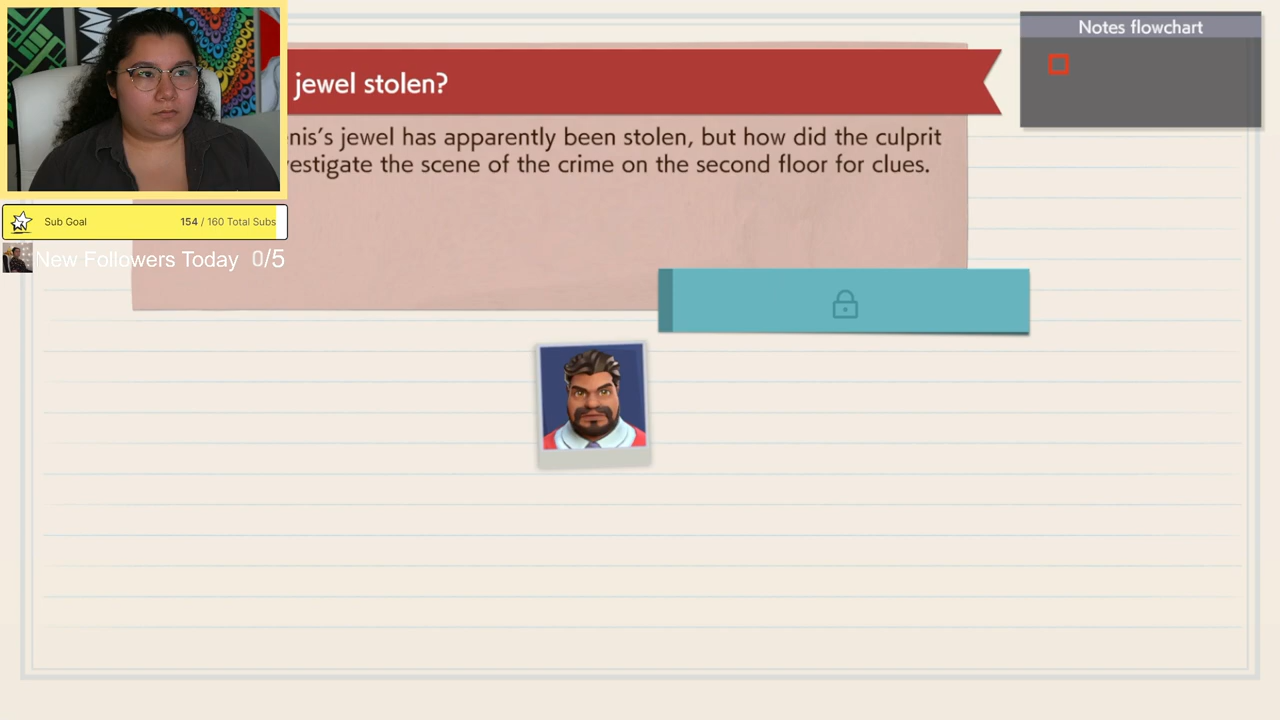 Notes flowchart
jewel stolen?
nis's jewel has apparently been stolen, but how did the culprit
vestigate the scene of the crime on the second floor for clues.
Sub Goal 154 / 160 Total Subs
New Followers Today 0/5